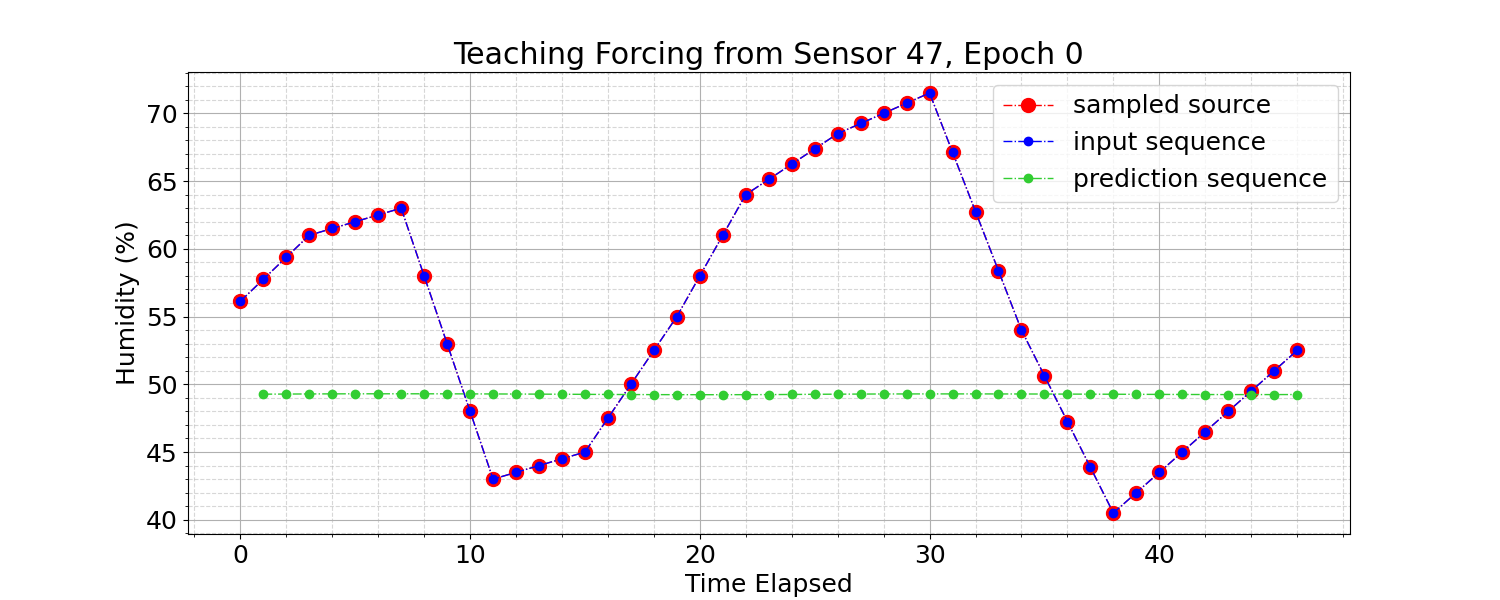 Teaching Forcing from Sensor 47, Epoch 0
sampled source
input sequence
prediction sequence
Humidity (%)
70
65
60
55
50
45
40
0 10 20 30 40
Time Elapsed